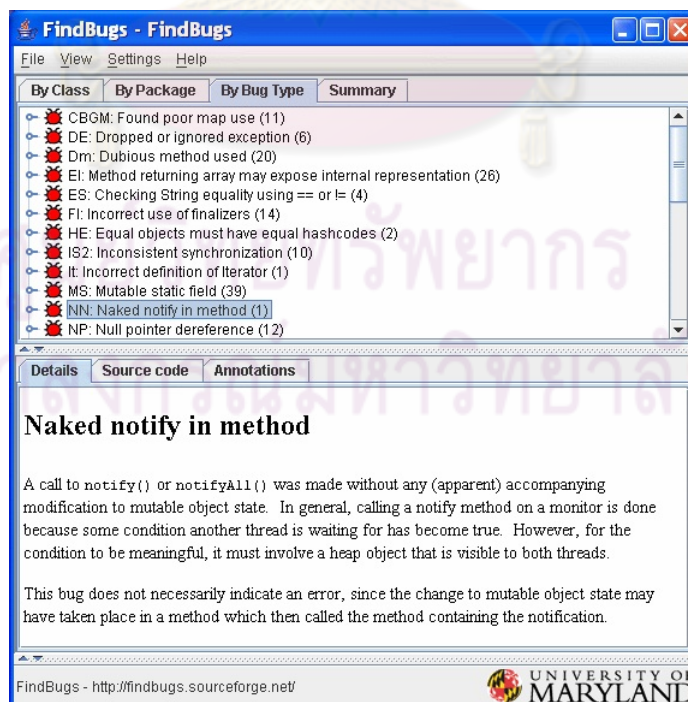 FindBugs - FindBugs
File View Settings Help
By Class By Package By Bug Type Summary
CBGM: Found poor map use (11)
DE: Dropped or ignored exception (6)
Dm: Dubious method used (20)
EI: Method returning array may expose internal representation (26)
ES: Checking String equality using == or != (4)
FI: Incorrect use of finalizers (14)
HE: Equal objects must have equal hashcodes (2)
IS2: Inconsistent synchronization (10)
It: Incorrect definition of Iterator (1)
MS: Mutable static field (39)
NN: Naked notify in method (1)
NP: Null pointer dereference (12)
Details Source code Annotations
Naked notify in method
A call to notify() or notifyAll() was made without any (apparent) accompanying
modification to mutable object state. In general, calling a notify method on a monitor is done
because some condition another thread is waiting for has become true. However, for the
condition to be meaningful, it must involve a heap object that is visible to both threads.
This bug does not necessarily indicate an error, since the change to mutable object state may
have taken place in a method which then called the method containing the notification.
FindBugs - http://findbugs.sourceforge.net/
UNIVERSITY OF
MARYLAND